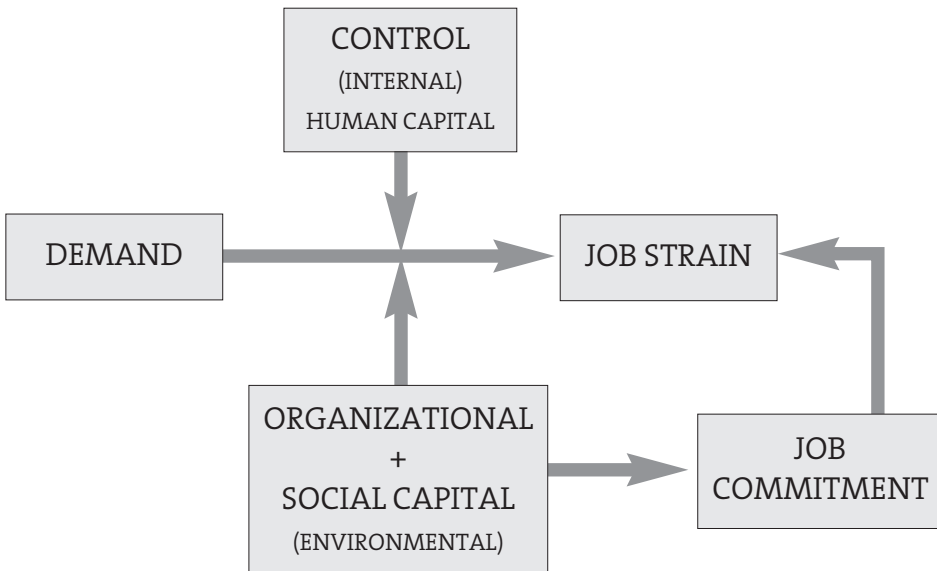 CONTROL
(INTERNAL)
HUMAN CAPITAL
DEMAND
JOB STRAIN
ORGANIZATIONAL
+
SOCIAL CAPITAL
(ENVIRONMENTAL)
JOB
COMMITMENT